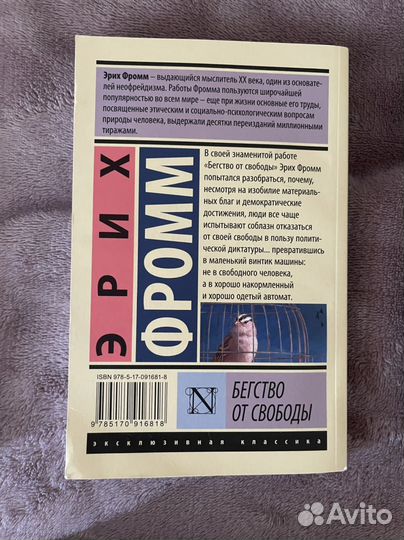 Эрих Фромм – выдающийся мыслитель XX века, один из основате-
лей неофрейдизма. Работы Фромма пользуются широчайшей
популярностью во всем мире – еще при жизни основные его труды,
посвященные этическим и социально-психологическим вопросам
природы человека, выдержали десятки переизданий миллионными
тиражами.
ЭРИХ
ФРОММ
В своей знаменитой работе
«Бегство от свободы» Эрих Фромм
попытался разобраться, почему,
несмотря на изобилие материаль-
ных благ и демократические
достижения, люди все чаще
испытывают соблазн отказаться
от своей свободы в пользу полити-
ческой диктатуры... превратившись
в маленький винтик машины:
не в свободного человека,
а в хорошо накормленный
и хорошо одетый автомат.
ISBN 978-5-17-091681-8
9 785170 916818
N
БЕГСТВО
ОТ СВОБОДЫ
эксклюзивная классика
Avito